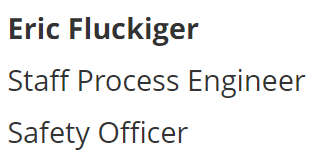 Eric Fluckiger
Staff Process Engineer
Safety Officer